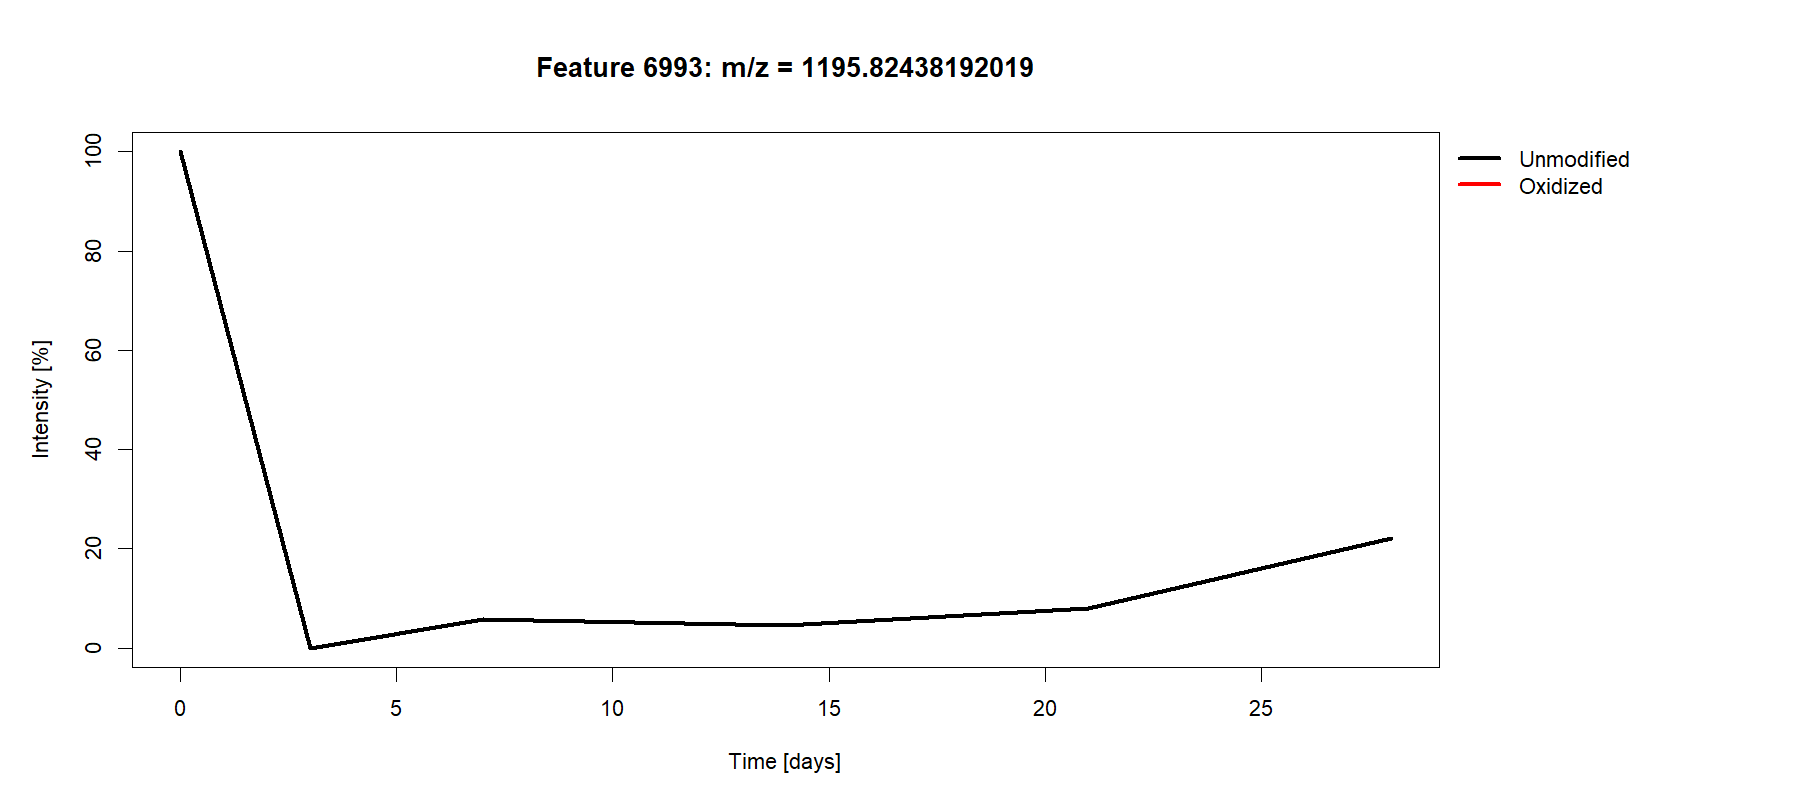 Feature 6993: m/z = 1195.82438192019
Unmodified
Oxidized
Intensity [%]
100
80
60
40
20
0
0 5 10 15 20 25
Time [days]